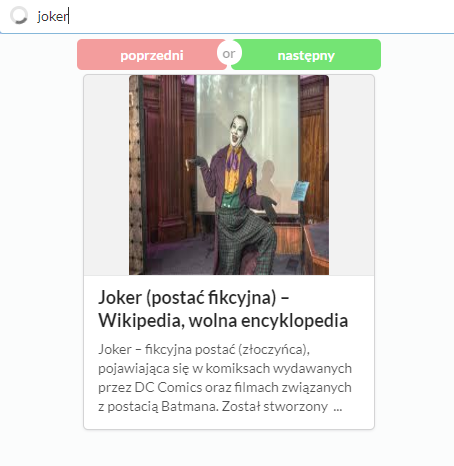 joker
poprzedni or następny
Joker (postać fikcyjna) –
Wikipedia, wolna encyklopedia
Joker – fikcyjna postać (złoczyńca),
pojawiająca się w komiksach wydawanych
przez DC Comics oraz filmach związanych
z postacią Batmana. Został stworzony ...